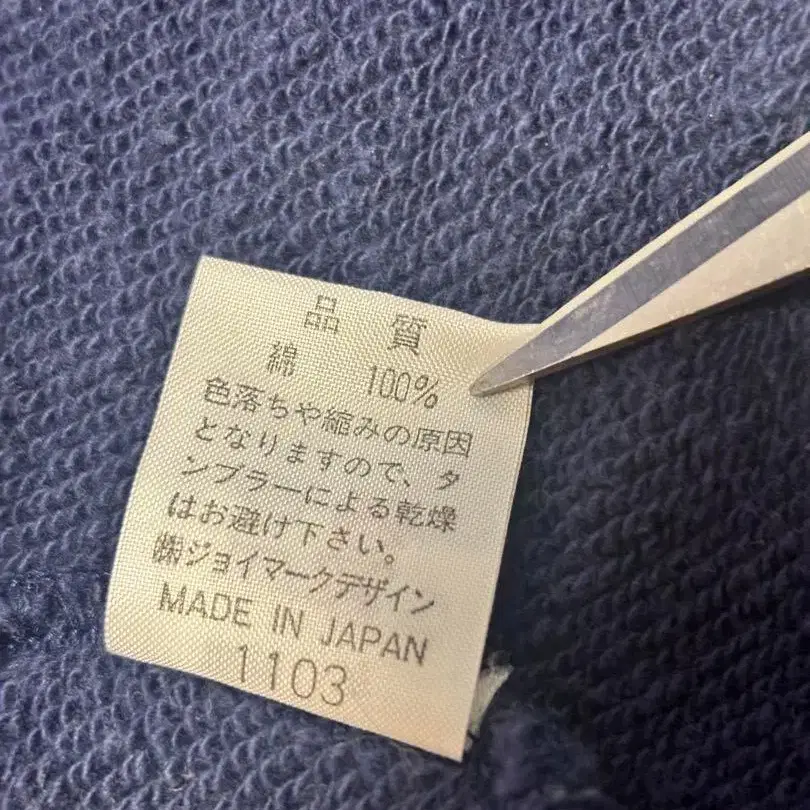 品 質
綿 100%
色落ちや縮みの原因
となりますので、タ
ンブラーによる乾燥
はお避け下さい。
㈱ジョイマークデザイン
MADE IN JAPAN
1103